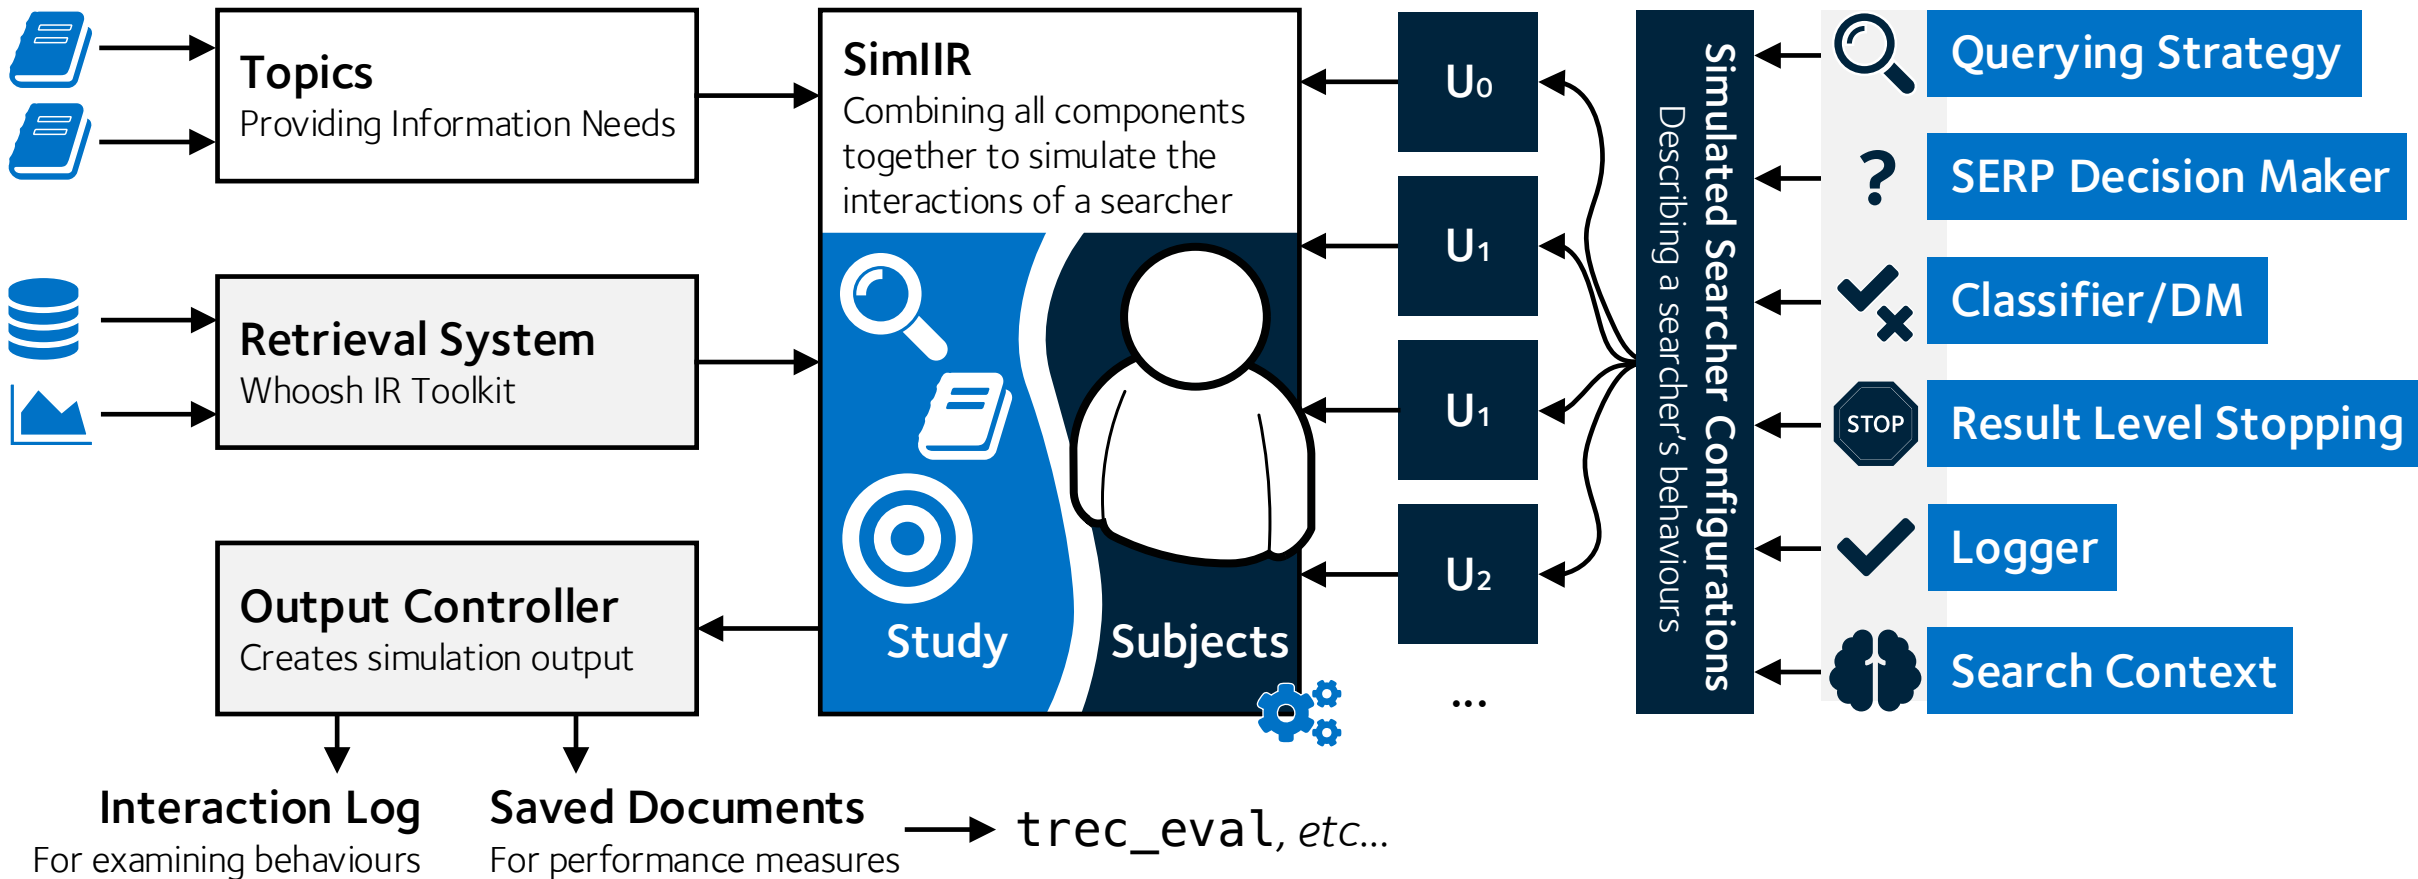 Topics
Providing Information Needs
Retrieval System
Whoosh IR Toolkit
Output Controller
Creates simulation output
Interaction Log
For examining behaviours
Saved Documents
For performance measures
trec_eval, etc...
SimIIR
Combining all components
together to simulate the
interactions of a searcher
Study
Subjects
U0
U1
U1
U2
...
Simulated Searcher Configurations
Describing a searcher’s behaviours
Querying Strategy
SERP Decision Maker
?
Classifier/DM
STOP
Result Level Stopping
Logger
Search Context